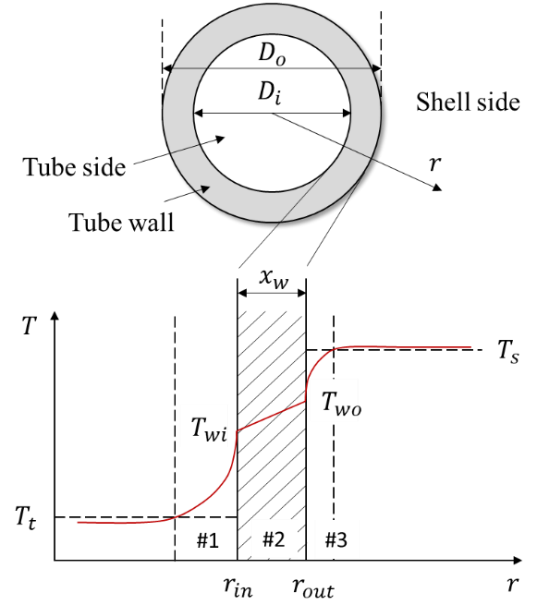 D_o
D_i
Shell side
Tube side
r
Tube wall
x_w
T
T_s
T_wo
T_wi
T_t
#1 #2 #3
r_in r_out r